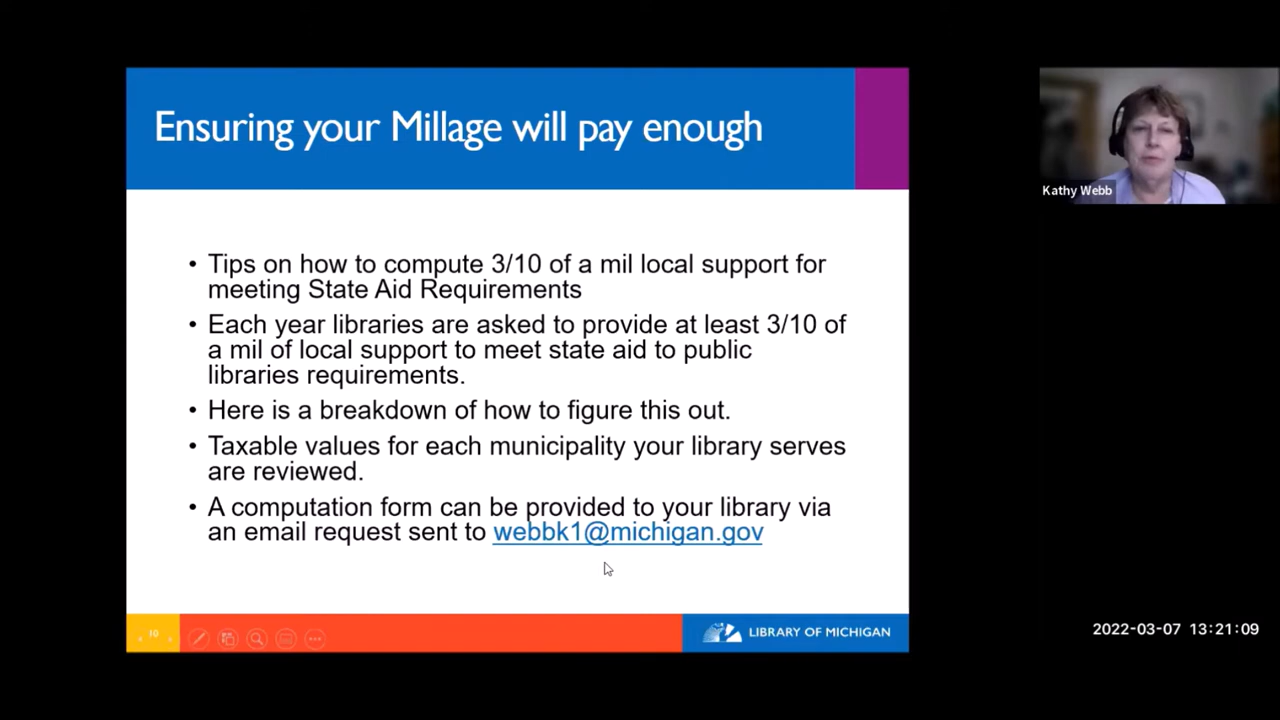 Ensuring your Millage will pay enough
Kathy Webb
• Tips on how to compute 3/10 of a mil local support for
meeting State Aid Requirements
• Each year libraries are asked to provide at least 3/10 of
a mil of local support to meet state aid to public
libraries requirements.
• Here is a breakdown of how to figure this out.
• Taxable values for each municipality your library serves
are reviewed.
• A computation form can be provided to your library via
an email request sent to webbk1@michigan.gov
10
LIBRARY OF MICHIGAN
2022-03-07 13:21:09